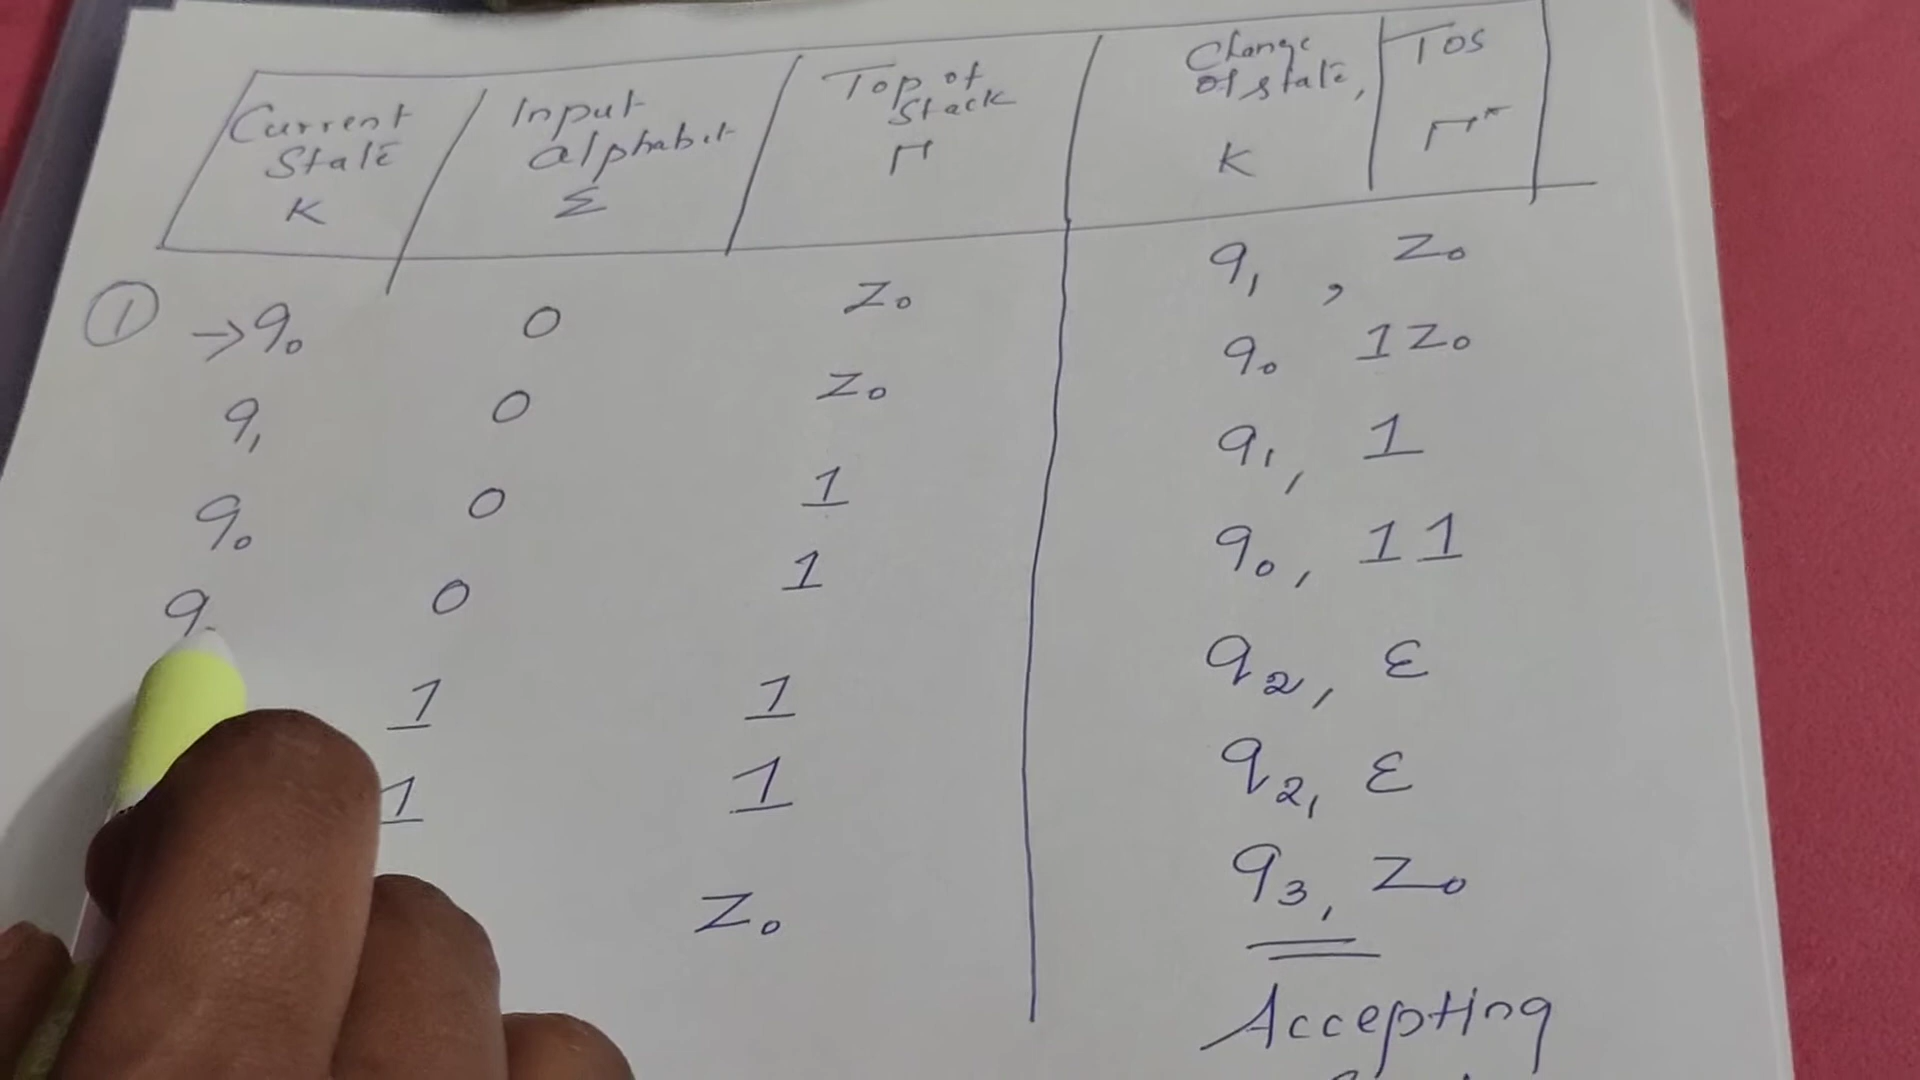 Current State K | Input alphabet Σ | Top of Stack Γ | Change of state, K | TOS Γ*
① →q₀ 0 Z₀ q₁ , Z₀
q₁ 0 Z₀ q₀ 1Z₀
q₀ 0 1 q₁, 1
q 0 1 q₀, 11
1 1 q₂, ε
1 1 q₂, ε
Z₀ q₃, Z₀
Accepting